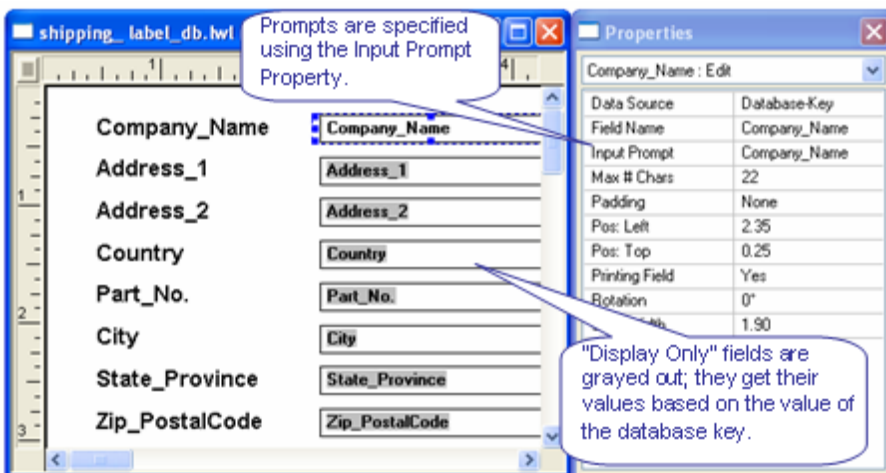 shipping_ label_db.lwl
Prompts are specified
using the Input Prompt
Property.
1
4
Company_Name Company_Name
Address_1 Address_1
1
Address_2 Address_2
Country Country
Part_No. Part_No.
2
City City
State_Province State_Province
Zip_PostalCode Zip_PostalCode
3
Properties
Company_Name : Edit
Data Source Database-Key
Field Name Company_Name
Input Prompt Company_Name
Max # Chars 22
Padding None
Pos: Left 2.35
Pos: Top 0.25
Printing Field Yes
Rotation 0°
1.90
"Display Only" fields are
grayed out; they get their
values based on the value of
the database key.